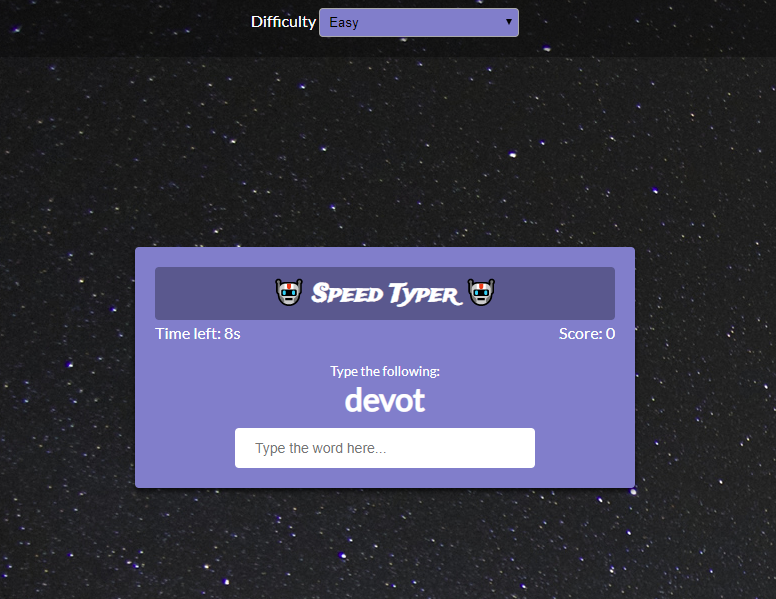 Difficulty Easy
Speed Typer
Time left: 8s Score: 0
Type the following:
devot
Type the word here...